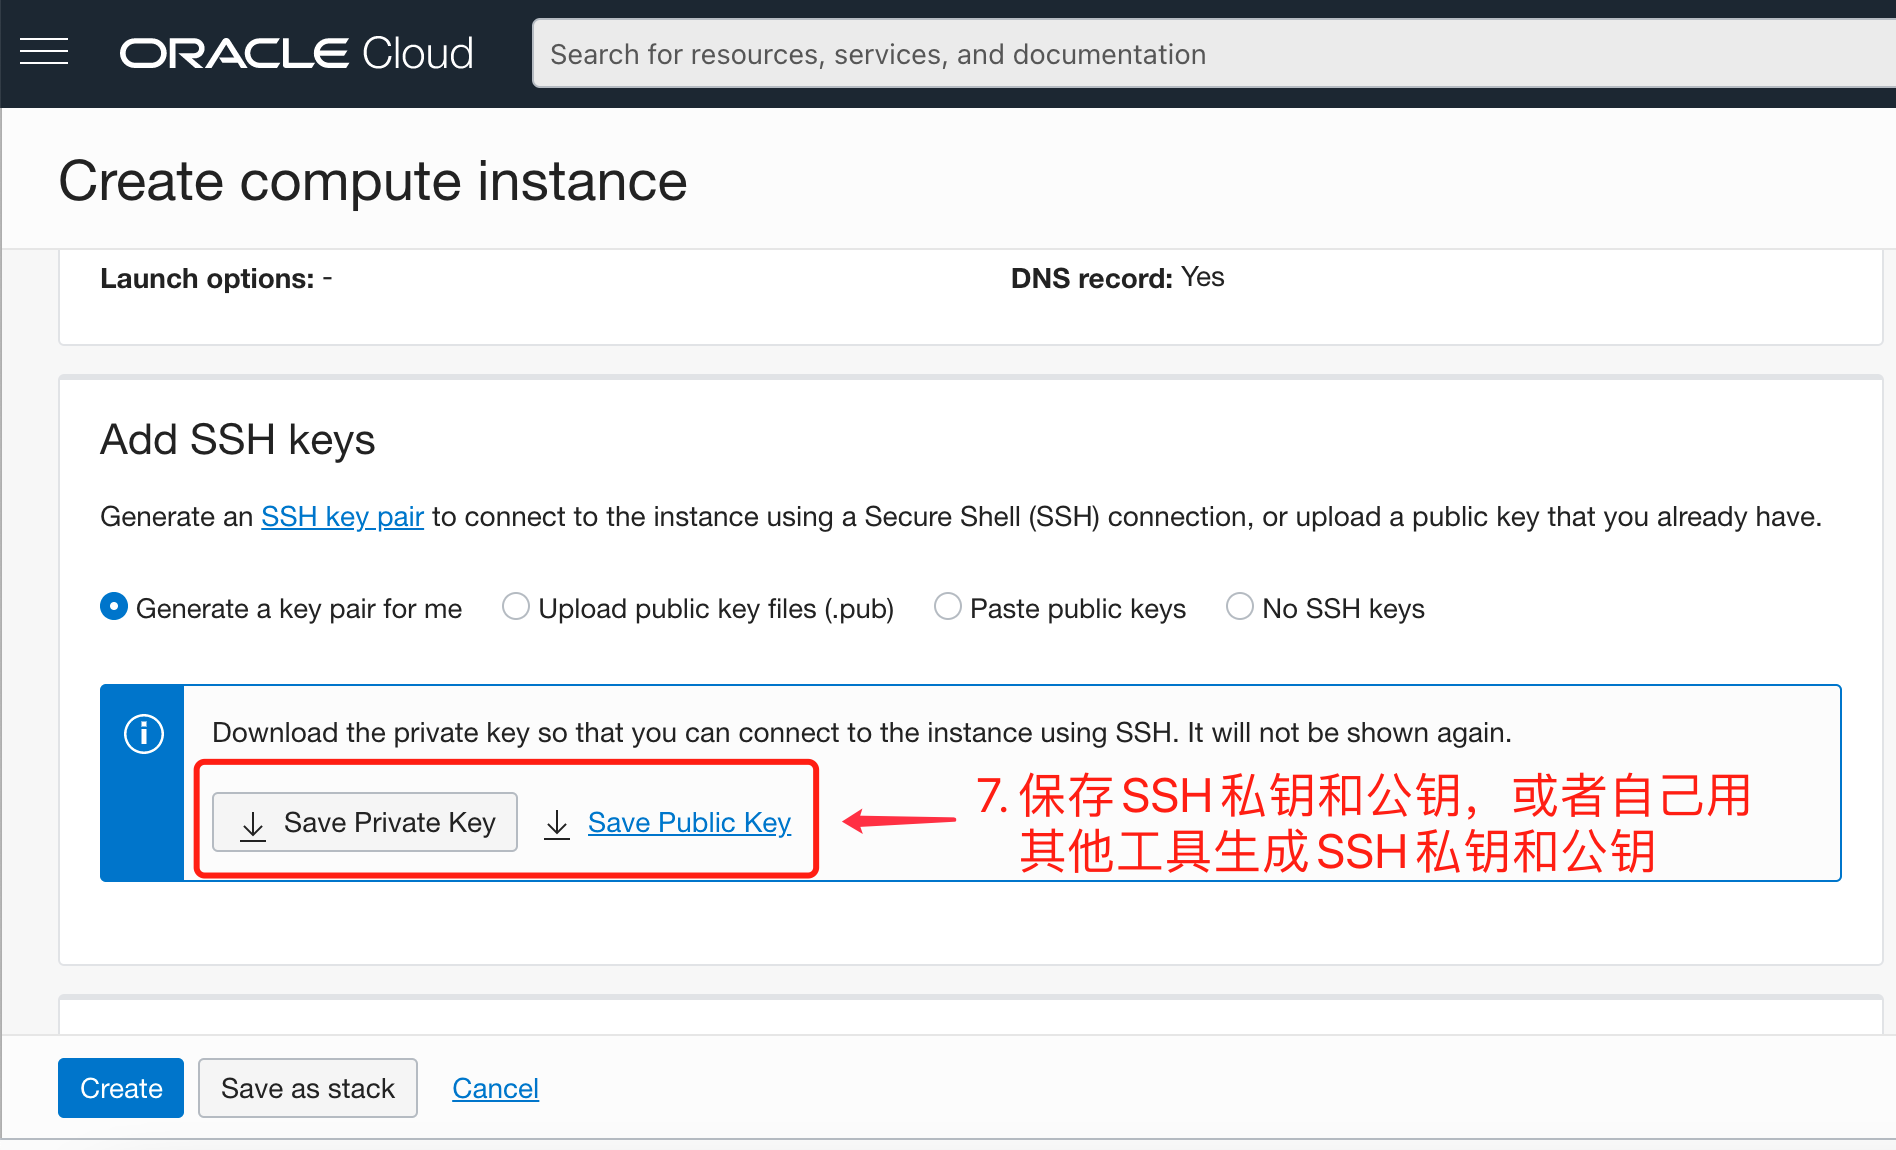 ORACLE Cloud
Search for resources, services, and documentation
Create compute instance
Launch options: -
DNS record: Yes
Add SSH keys
Generate an SSH key pair to connect to the instance using a Secure Shell (SSH) connection, or upload a public key that you already have.
Generate a key pair for me
Upload public key files (.pub)
Paste public keys
No SSH keys
Download the private key so that you can connect to the instance using SSH. It will not be shown again.
Save Private Key
Save Public Key
7. 保存SSH私钥和公钥，或者自己用
其他工具生成SSH私钥和公钥
Create
Save as stack
Cancel